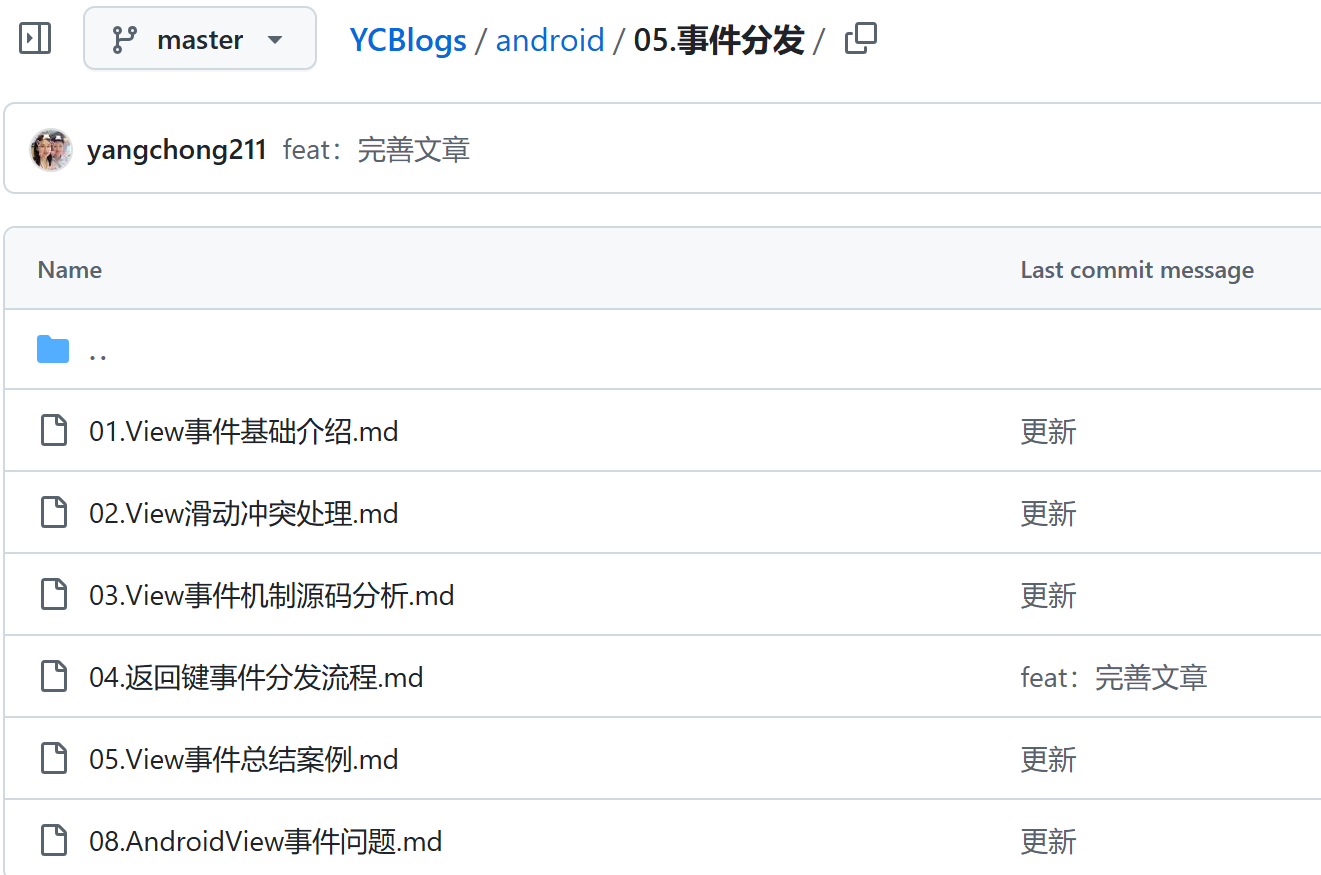 master YCBlogs / android / 05.事件分发 /
yangchong211 feat：完善文章
Name Last commit message
..
01.View事件基础介绍.md 更新
02.View滑动冲突处理.md 更新
03.View事件机制源码分析.md 更新
04.返回键事件分发流程.md feat：完善文章
05.View事件总结案例.md 更新
08.AndroidView事件问题.md 更新